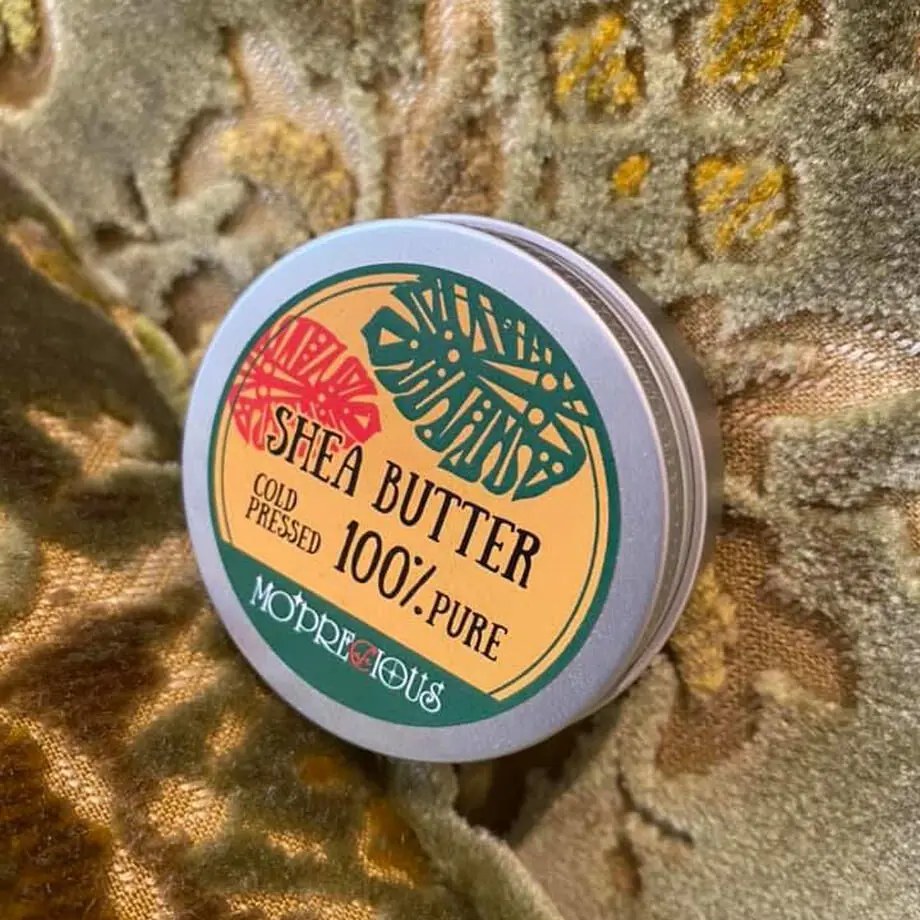 SHEA BUTTER
COLD
PRESSED
100% PURE
MO'PRECIOUS